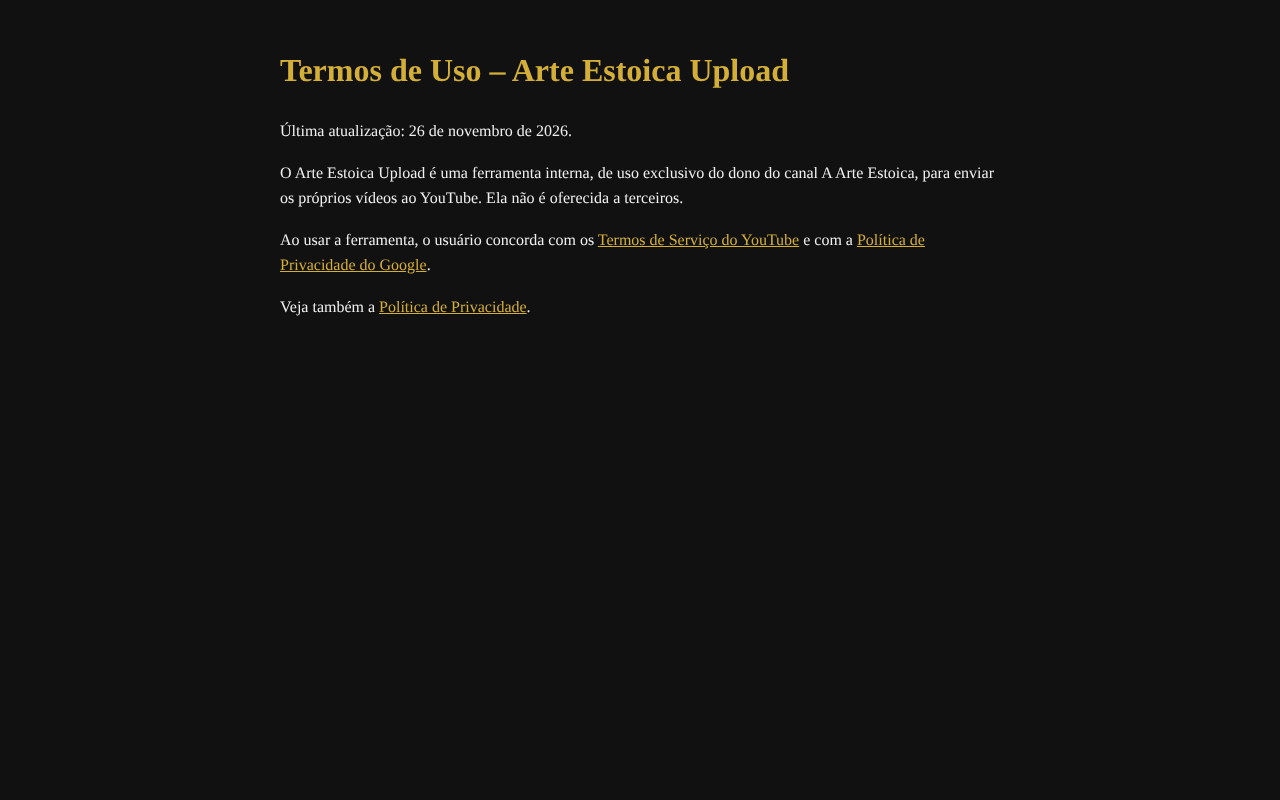 Termos de Uso – Arte Estoica Upload
Última atualização: 26 de novembro de 2026.
O Arte Estoica Upload é uma ferramenta interna, de uso exclusivo do dono do canal A Arte Estoica, para enviar
os próprios vídeos ao YouTube. Ela não é oferecida a terceiros.
Ao usar a ferramenta, o usuário concorda com os Termos de Serviço do YouTube e com a Política de
Privacidade do Google.
Veja também a Política de Privacidade.